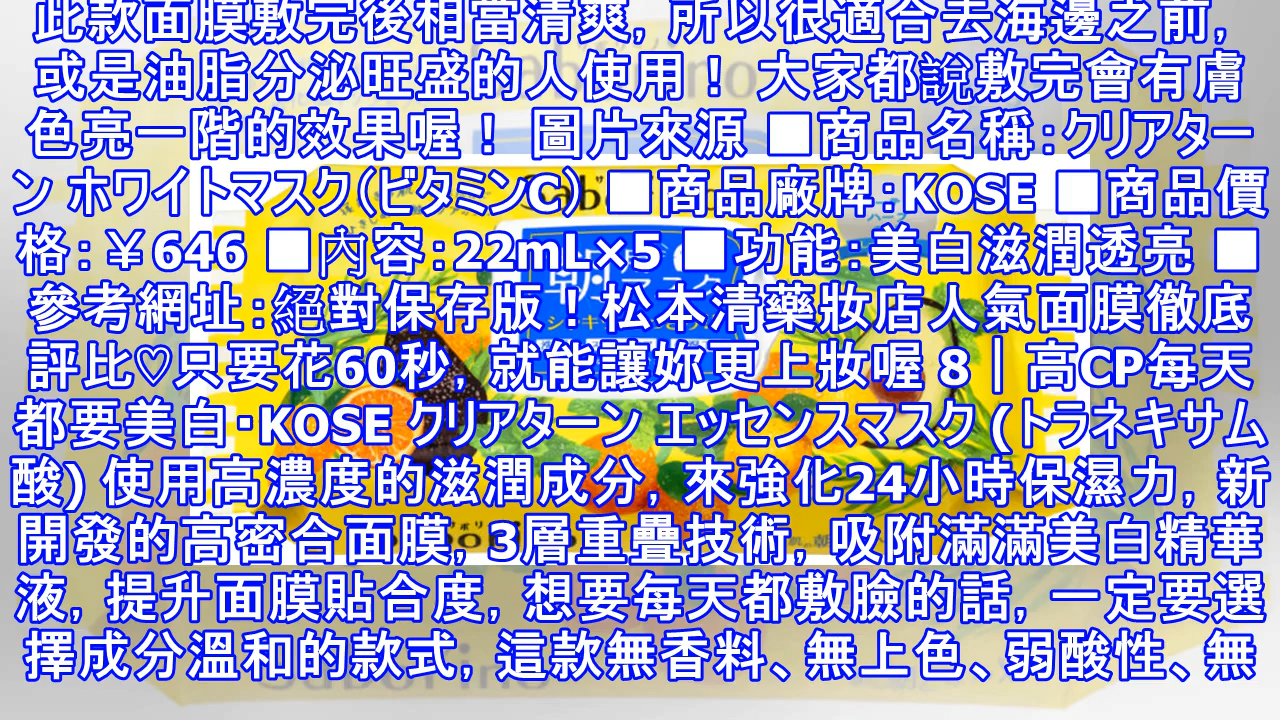 此款面膜敷完後相當清爽, 所以很適合去海邊之前,
或是油脂分泌旺盛的人使用！ 大家都說敷完會有膚
色亮一階的效果喔！ 圖片來源 ■商品名稱：クリアター
ン ホワイトマスク（ビタミンC） ■商品廠牌：KOSE ■商品價
格：￥646 ■內容：22mL×5 ■功能：美白滋潤透亮 ■
參考網址：絕對保存版！松本清藥妝店人氣面膜徹底
評比♡只要花60秒, 就能讓妳更上妝喔 8｜高CP每天
都要美白･KOSE クリアターン エッセンスマスク (トラネキサム
酸) 使用高濃度的滋潤成分, 來強化24小時保濕力, 新
開發的高密合面膜, 3層重疊技術, 吸附滿滿美白精華
液, 提升面膜貼合度, 想要每天都敷臉的話, 一定要選
擇成分溫和的款式, 這款無香料、無上色、弱酸性、無
Saborino